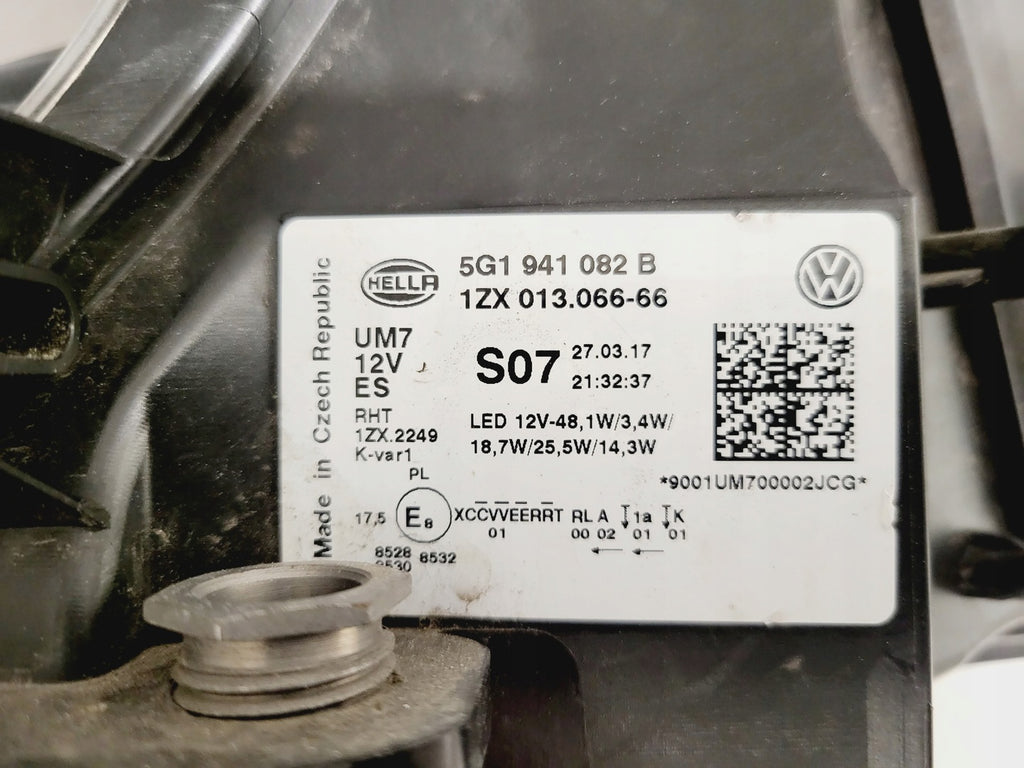 Made in Czech Republic
HELLA
5G1 941 082 B
1ZX 013.066-66
UM7
12V
ES
S07
27.03.17
21:32:37
RHT
1ZX.2249
K-var1
LED 12V-48,1W/3,4W/
18,7W/25,5W/14,3W
*9001UM700002JCG*
PL
17,5 E8 XCCVVEERRT RL A 1a K
01 00 02 01 01
8528 8532
8530